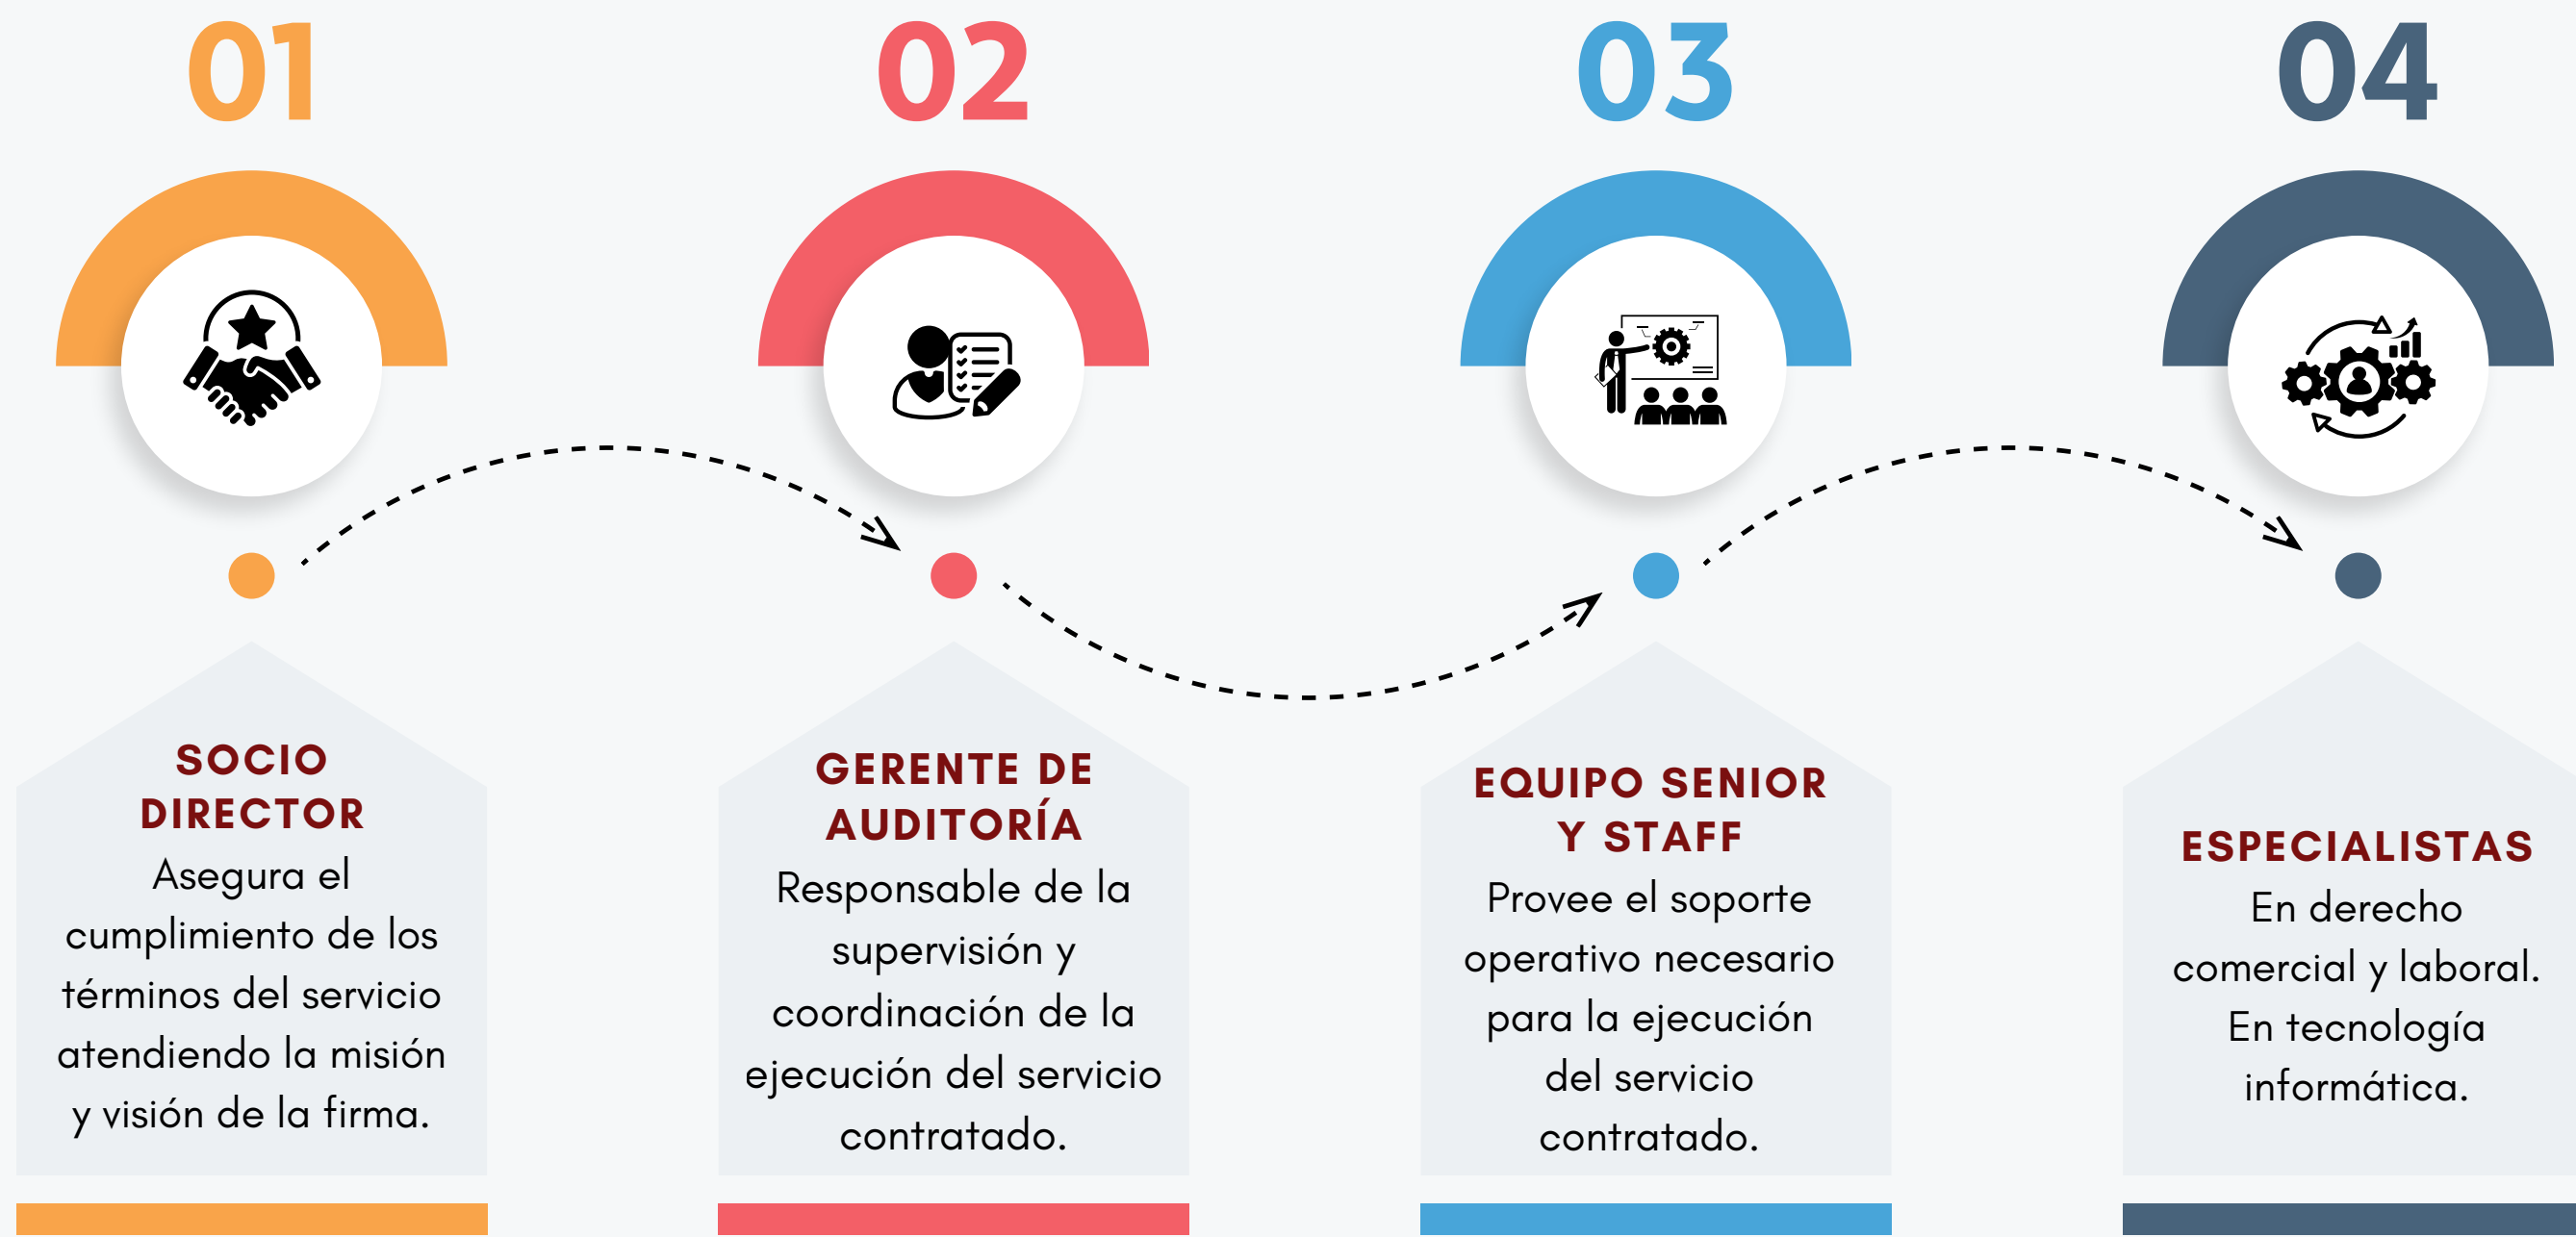 01
SOCIO
DIRECTOR
Asegura el
cumplimiento de los
términos del servicio
atendiendo la misión
y visión de la firma.
02
GERENTE DE
AUDITORÍA
Responsable de la
supervisión y
coordinación de la
ejecución del servicio
contratado.
03
EQUIPO SENIOR
Y STAFF
Provee el soporte
operativo necesario
para la ejecución
del servicio
contratado.
04
ESPECIALISTAS
En derecho
comercial y laboral.
En tecnología
informática.